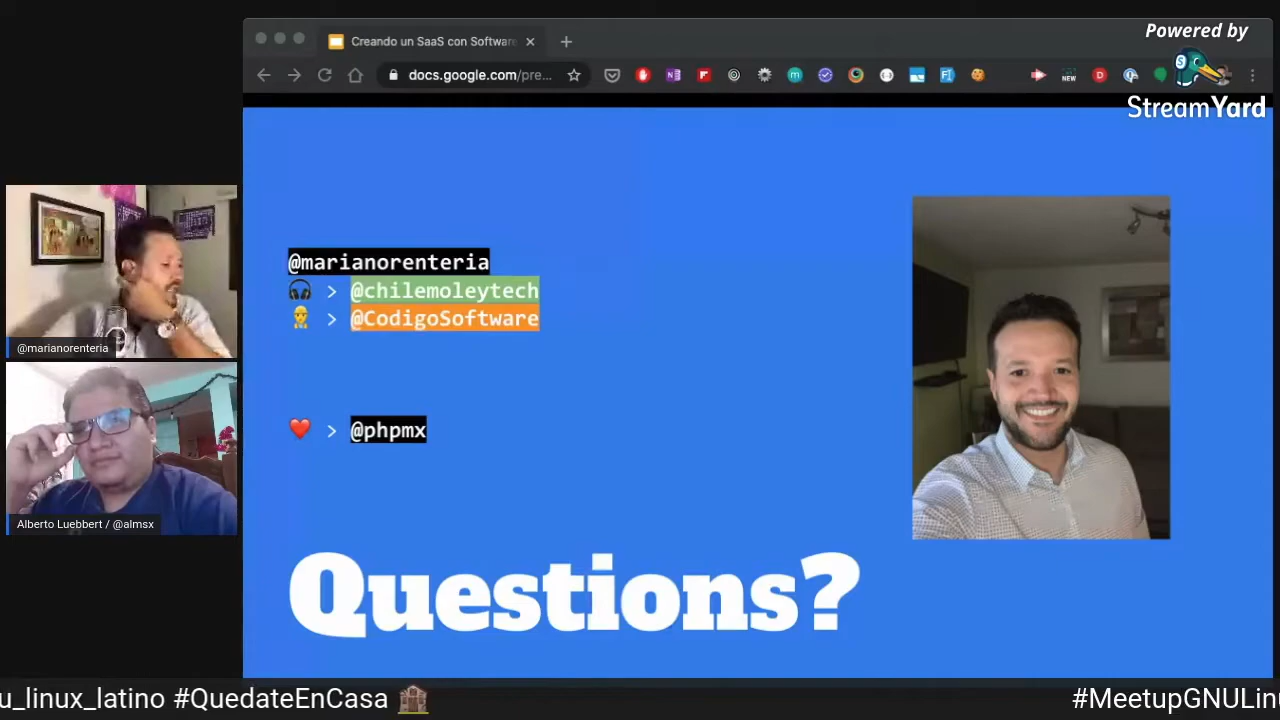 Creando un SaaS con Software
docs.google.com/pre...
Powered by
StreamYard
NEW
@marianorenteria
> @chilemoleytech
> @CodigoSoftware
> @phpmx
Questions?
@marianorenteria
Alberto Luebbert / @almsx
u_linux_latino #QuedateEnCasa
#MeetupGNULin